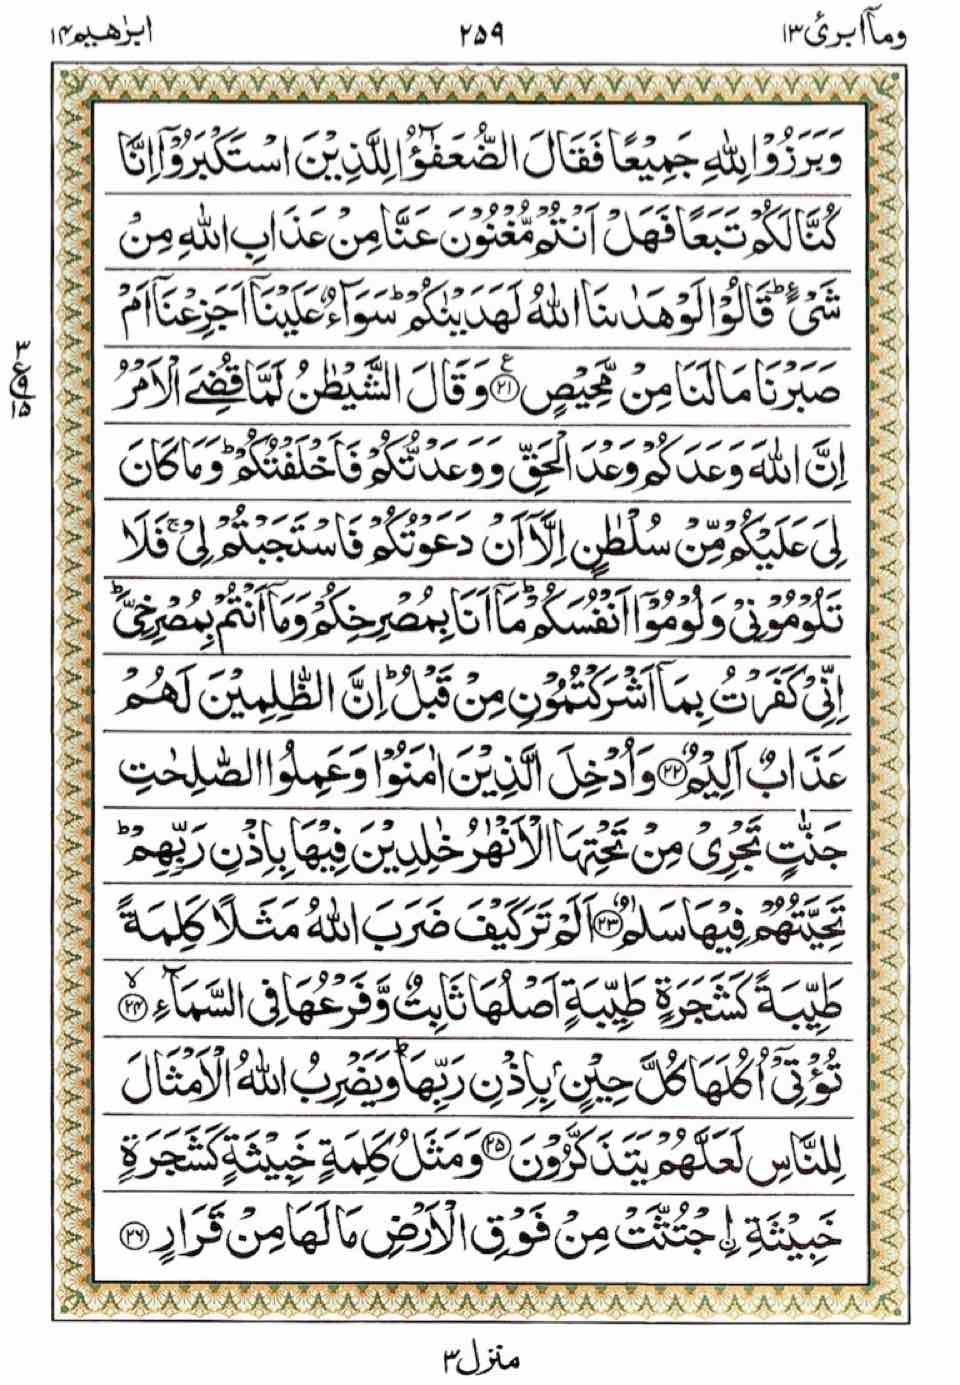 وماۤ ابرئ ١٣ ٢٥٩ ابرٰهيم ١٤
وَبَرَزُوْا لِلّٰهِ جَمِيْعًا فَقَالَ الضُّعَفٰٓؤُا لِلَّذِيْنَ اسْتَكْبَرُوْۤا اِنَّا
كُنَّا لَكُمْ تَبَعًا فَهَلْ اَنْتُمْ مُّغْنُوْنَ عَنَّا مِنْ عَذَابِ اللّٰهِ مِنْ
شَىْءٍ ؕ قَالُوْا لَوْ هَدٰىنَا اللّٰهُ لَهَدَيْنٰكُمْ ؕ سَوَآءٌ عَلَيْنَاۤ اَجَزِعْنَاۤ اَمْ
صَبَرْنَا مَا لَنَا مِنْ مَّحِيْصٍ ﴿٢١﴾ ع وَقَالَ الشَّيْطٰنُ لَمَّا قُضِىَ الْاَمْرُ
٣
ع ٩
١٥
اِنَّ اللّٰهَ وَعَدَكُمْ وَعْدَ الْحَقِّ وَوَعَدْتُّكُمْ فَاَخْلَفْتُكُمْ ؕ وَمَا كَانَ
لِىَ عَلَيْكُمْ مِّنْ سُلْطٰنٍ اِلَّاۤ اَنْ دَعَوْتُكُمْ فَاسْتَجَبْتُمْ لِىْ ۚ فَلَا
تَلُوْمُوْنِىْ وَلُوْمُوْۤا اَنْفُسَكُمْ ؕ مَاۤ اَنَا بِمُصْرِخِكُمْ وَمَاۤ اَنْتُمْ بِمُصْرِخِىَّ ؕ
اِنِّىْ كَفَرْتُ بِمَاۤ اَشْرَكْتُمُوْنِ مِنْ قَبْلُ ؕ اِنَّ الظّٰلِمِيْنَ لَهُمْ
عَذَابٌ اَلِيْمٌ ﴿٢٢﴾ وَاُدْخِلَ الَّذِيْنَ اٰمَنُوْا وَعَمِلُوا الصّٰلِحٰتِ
جَنّٰتٍ تَجْرِىْ مِنْ تَحْتِهَا الْاَنْهٰرُ خٰلِدِيْنَ فِيْهَا بِاِذْنِ رَبِّهِمْ ؕ
تَحِيَّتُهُمْ فِيْهَا سَلٰمٌ ﴿٢٣﴾ اَلَمْ تَرَ كَيْفَ ضَرَبَ اللّٰهُ مَثَلًا كَلِمَةً
طَيِّبَةً كَشَجَرَةٍ طَيِّبَةٍ اَصْلُهَا ثَابِتٌ وَّفَرْعُهَا فِى السَّمَآءِ ﴿٢٤﴾ ۙ
تُؤْتِىْۤ اُكُلَهَا كُلَّ حِيْنٍۭ بِاِذْنِ رَبِّهَا ؕ وَيَضْرِبُ اللّٰهُ الْاَمْثَالَ
لِلنَّاسِ لَعَلَّهُمْ يَتَذَكَّرُوْنَ ﴿٢٥﴾ وَمَثَلُ كَلِمَةٍ خَبِيْثَةٍ كَشَجَرَةٍ
خَبِيْثَةِ ِۨاجْتُثَّتْ مِنْ فَوْقِ الْاَرْضِ مَا لَهَا مِنْ قَرَارٍ ﴿٢٦﴾
منزل ٣